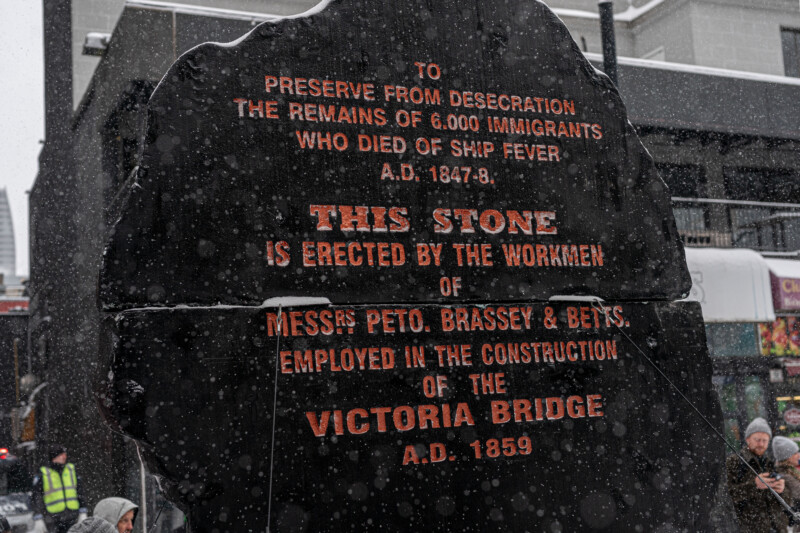 TO
PRESERVE FROM DESECRATION
THE REMAINS OF 6.000 IMMIGRANTS
WHO DIED OF SHIP FEVER
A.D. 1847-8.
THIS STONE
IS ERECTED BY THE WORKMEN
OF
MESSRS. PETO. BRASSEY & BETTS.
EMPLOYED IN THE CONSTRUCTION
OF THE
VICTORIA BRIDGE
A.D. 1859